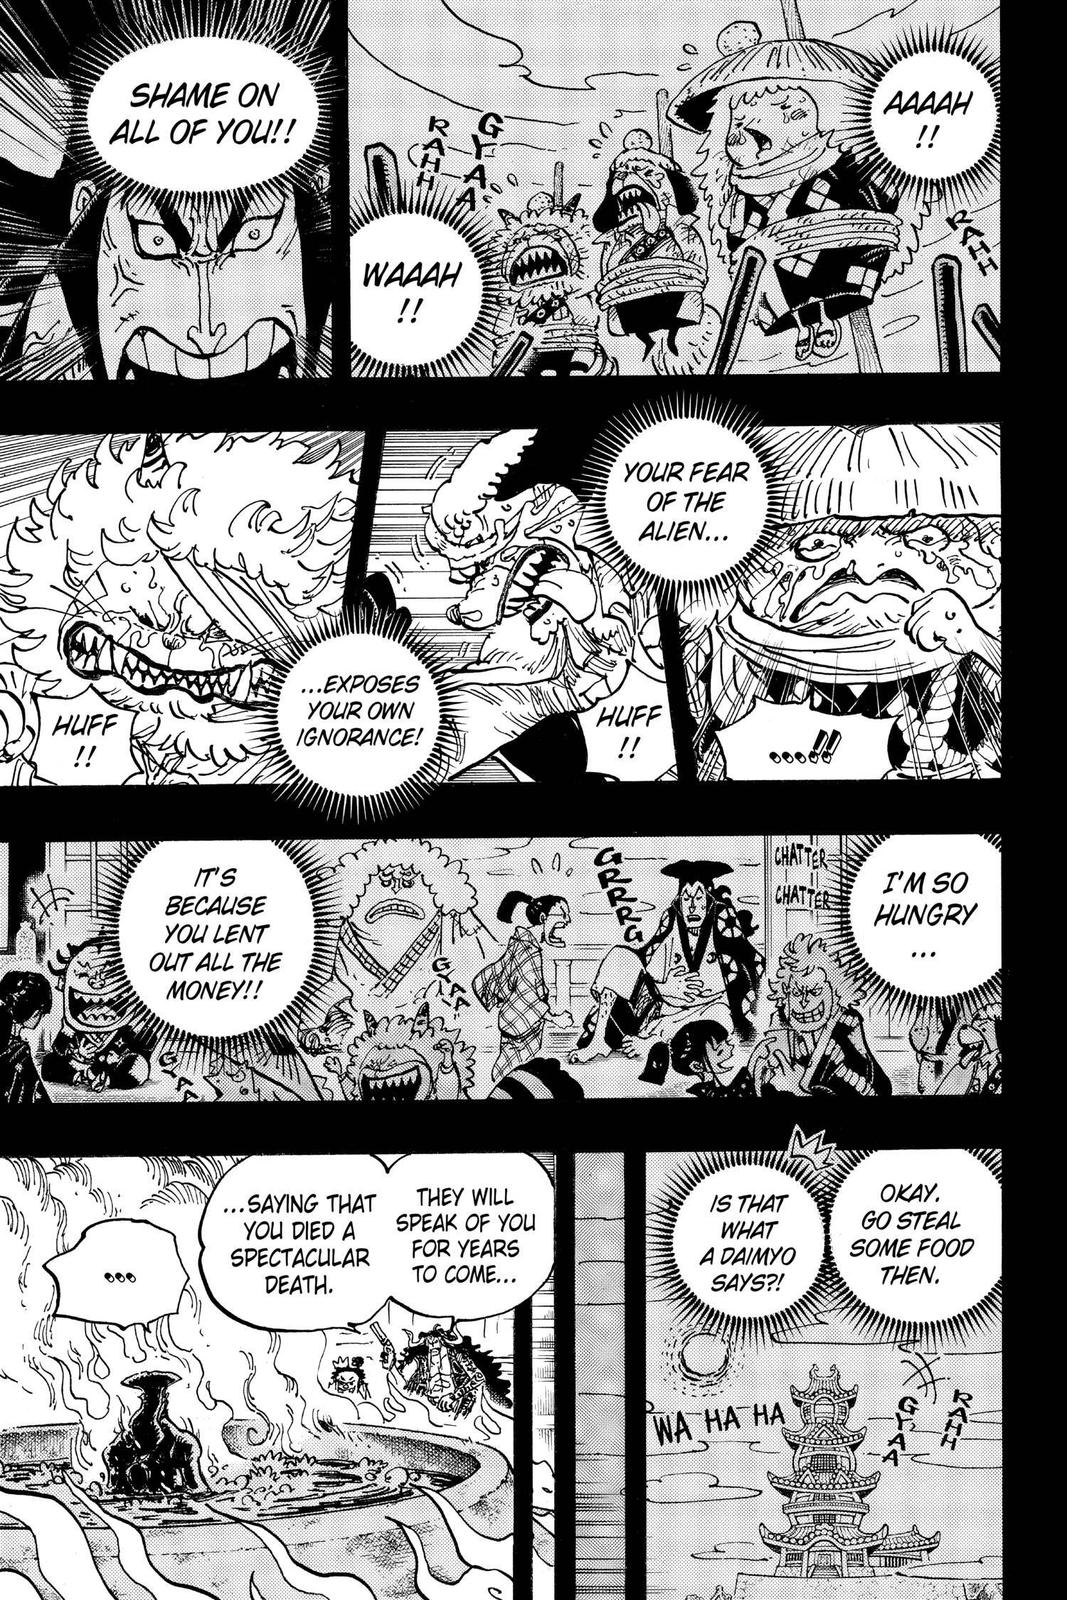 AAAAH
!!
RAHH
GYAA
RAHH
WAAAH
!!
SHAME ON
ALL OF YOU!!
YOUR FEAR
OF THE
ALIEN...
....!!
HUFF
!!
...EXPOSES
YOUR OWN
IGNORANCE!
HUFF
!!
I'M SO
HUNGRY
...
CHATTER
CHATTER
GRRRG
GYAA
IT'S
BECAUSE
YOU LENT
OUT ALL THE
MONEY!!
GYAA
OKAY.
GO STEAL
SOME FOOD
THEN.
IS THAT
WHAT
A DAIMYO
SAYS?!
RAHH
GYAA
WA HA HA
THEY WILL
SPEAK OF YOU
FOR YEARS
TO COME...
...SAYING THAT
YOU DIED A
SPECTACULAR
DEATH.
...